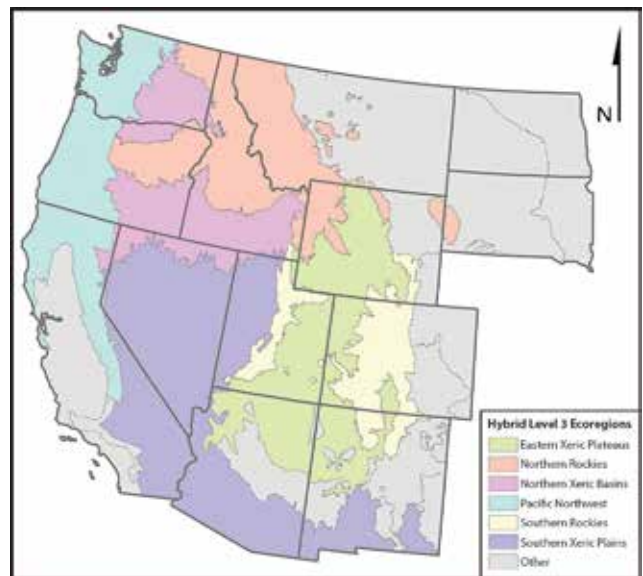 N
Hybrid Level 3 Ecoregions
Eastern Xeric Plateaus
Northern Rockies
Northern Xeric Basins
Pacific Northwest
Southern Rockies
Southern Xeric Plains
Other